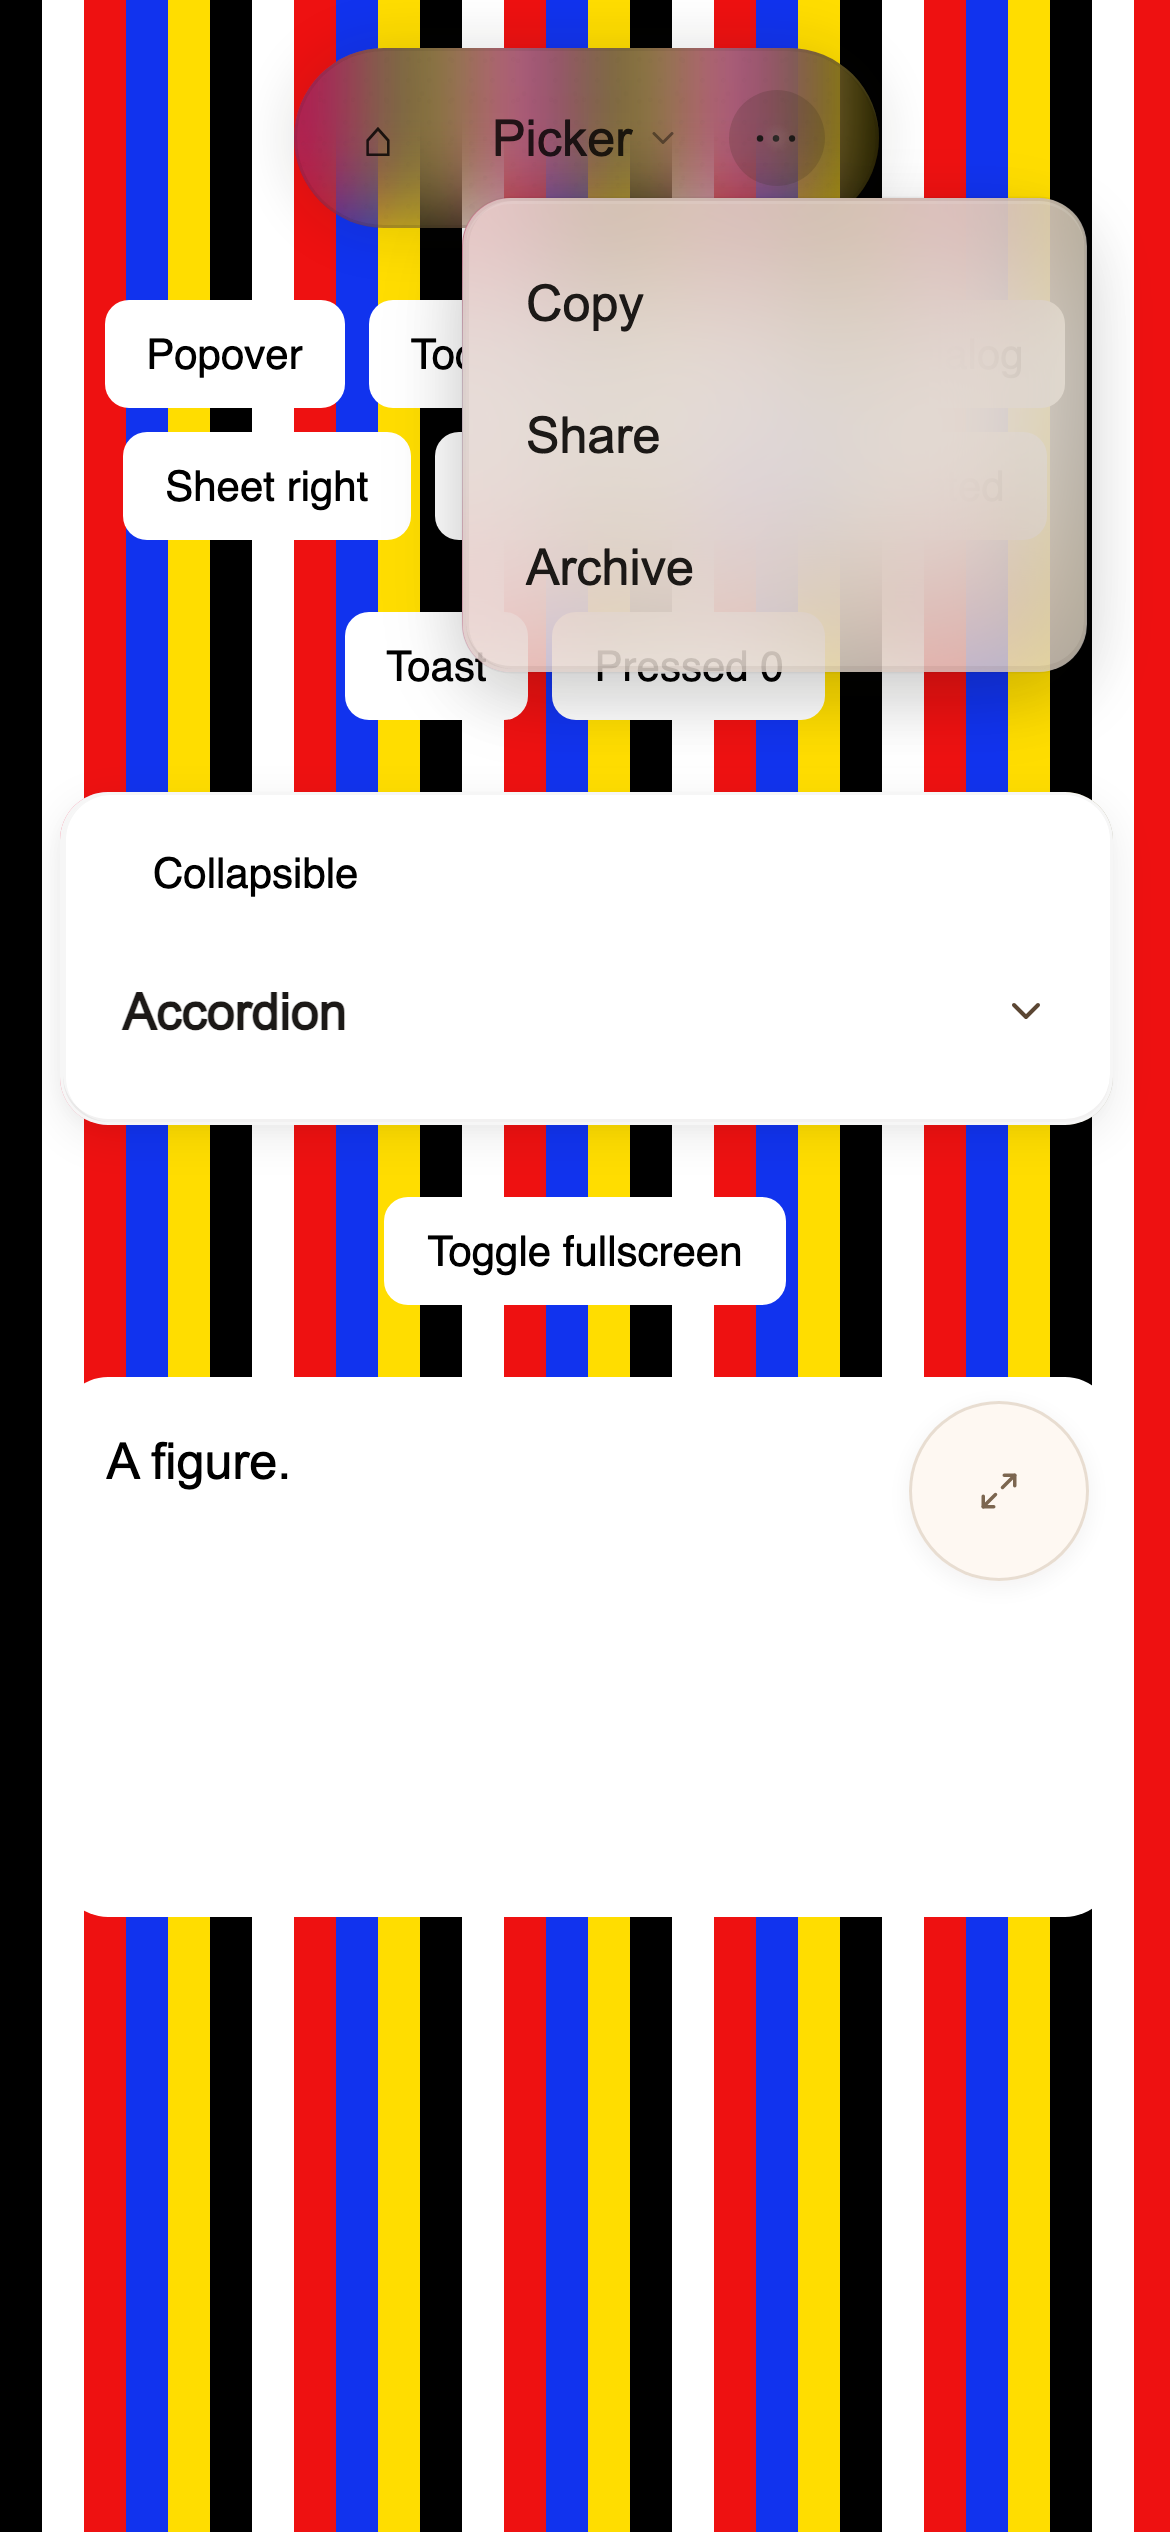 Picker
Copy
Popover
Share
Sheet right
Archive
Toast Pressed 0
Collapsible
Accordion
Toggle fullscreen
A figure.